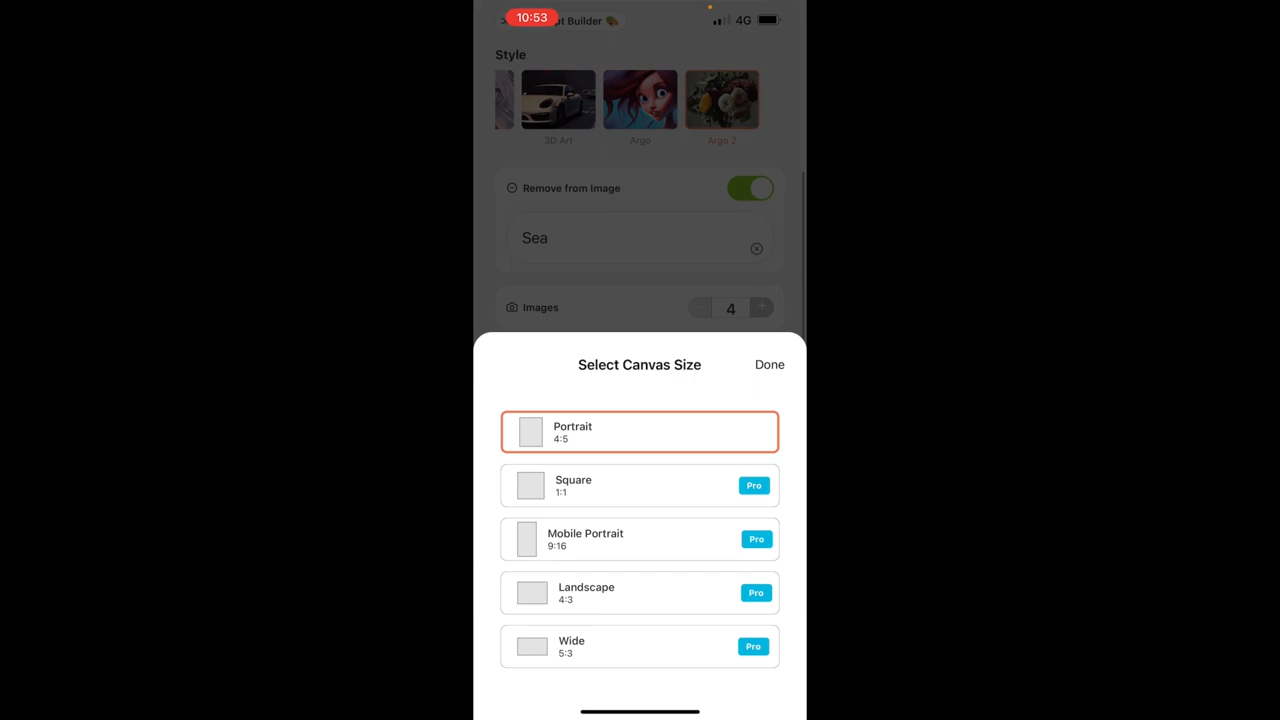 10:53
pt Builder
4G
Style
3D Art
Argo
Argo 2
Remove from Image
Sea
Images
4
Select Canvas Size
Done
Portrait
4:5
Square
1:1
Pro
Mobile Portrait
9:16
Pro
Landscape
4:3
Pro
Wide
5:3
Pro